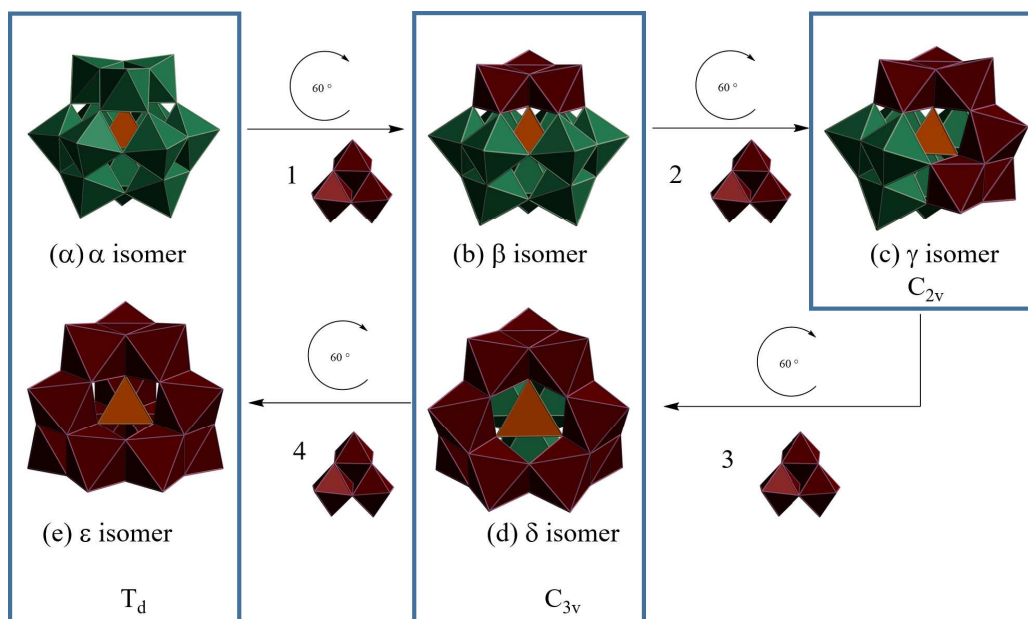 60 °
60 °
1
2
(α) α isomer
(b) β isomer
(c) γ isomer
C2v
60 °
60 °
4
3
(e) ε isomer
(d) δ isomer
Td
C3v